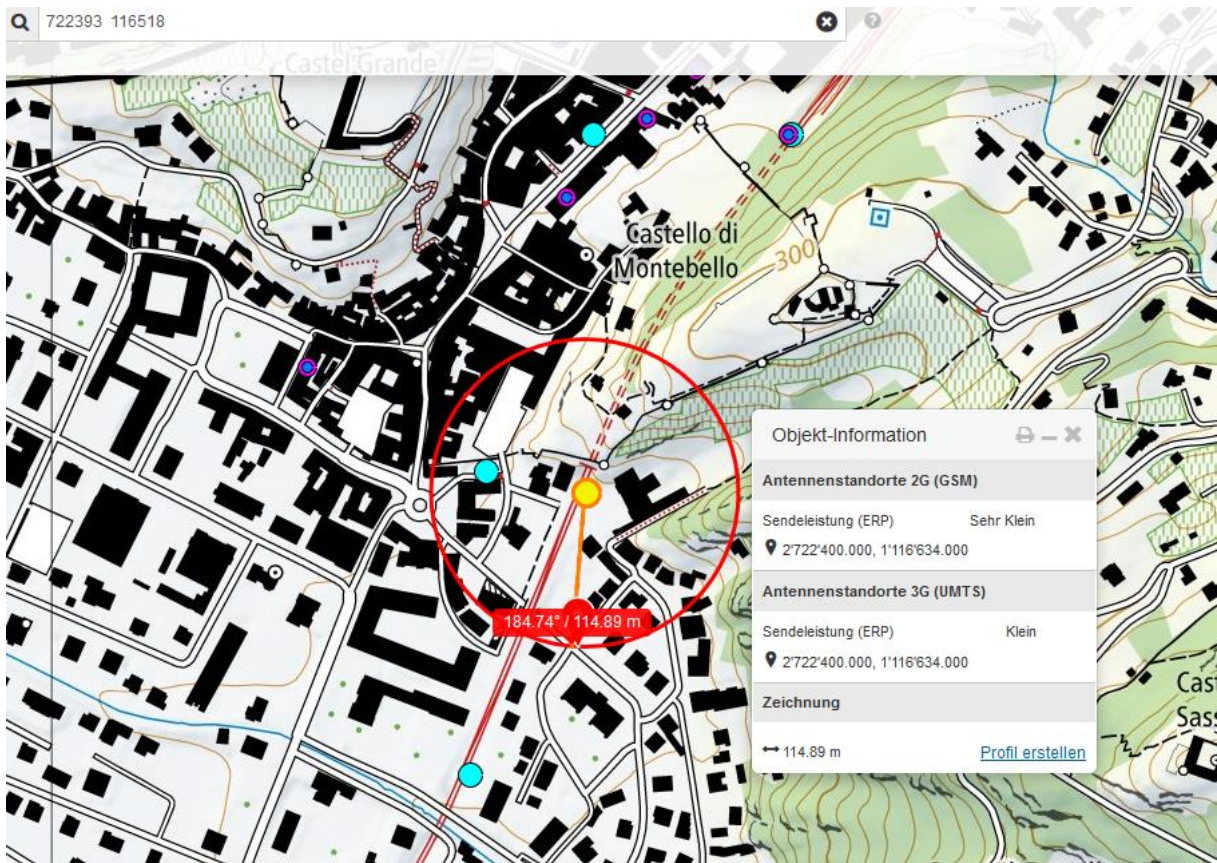 722393 116518
Castel Grande
Castello di
Montebello
300
Objekt-Information
Antennenstandorte 2G (GSM)
Sendeleistung (ERP) Sehr Klein
2'722'400.000, 1'116'634.000
Antennenstandorte 3G (UMTS)
Sendeleistung (ERP) Klein
2'722'400.000, 1'116'634.000
Zeichnung
114.89 m Profil erstellen
184.74° / 114.89 m
Cast
Sass